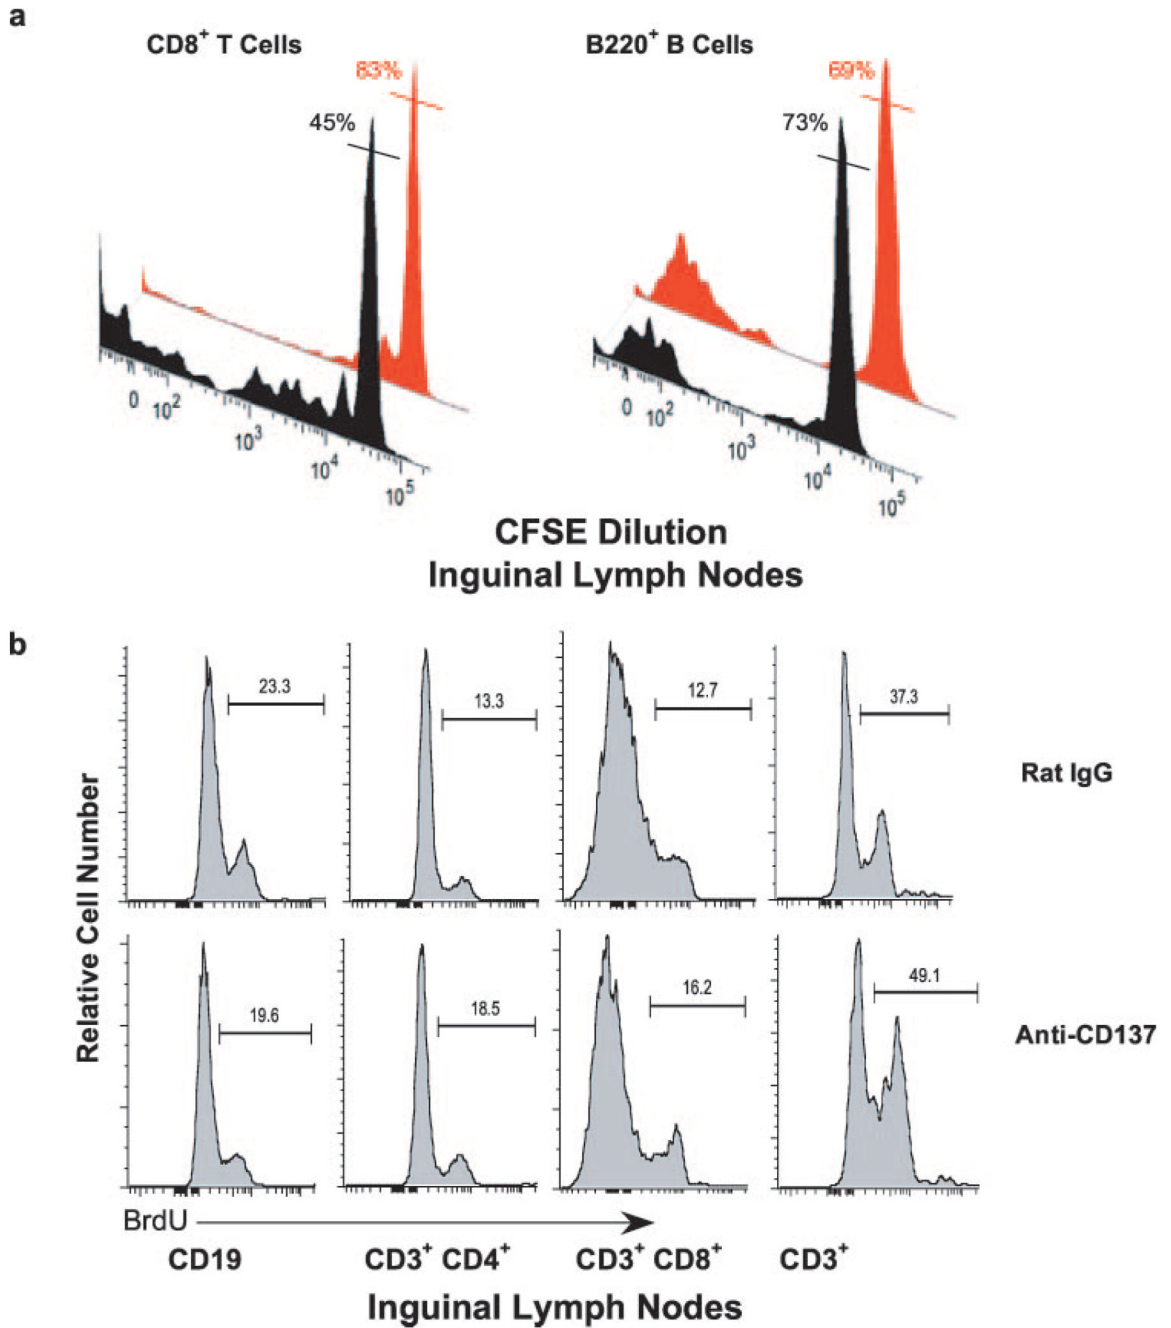 a
CD8+ T Cells
B220+ B Cells
83%
69%
45%
73%
0 10² 10³ 10⁴ 10⁵
0 10² 10³ 10⁴ 10⁵
CFSE Dilution
Inguinal Lymph Nodes
b
23.3
13.3
12.7
37.3
Rat IgG
Relative Cell Number
19.6
18.5
16.2
49.1
Anti-CD137
BrdU
CD19
CD3+ CD4+
CD3+ CD8+
CD3+
Inguinal Lymph Nodes